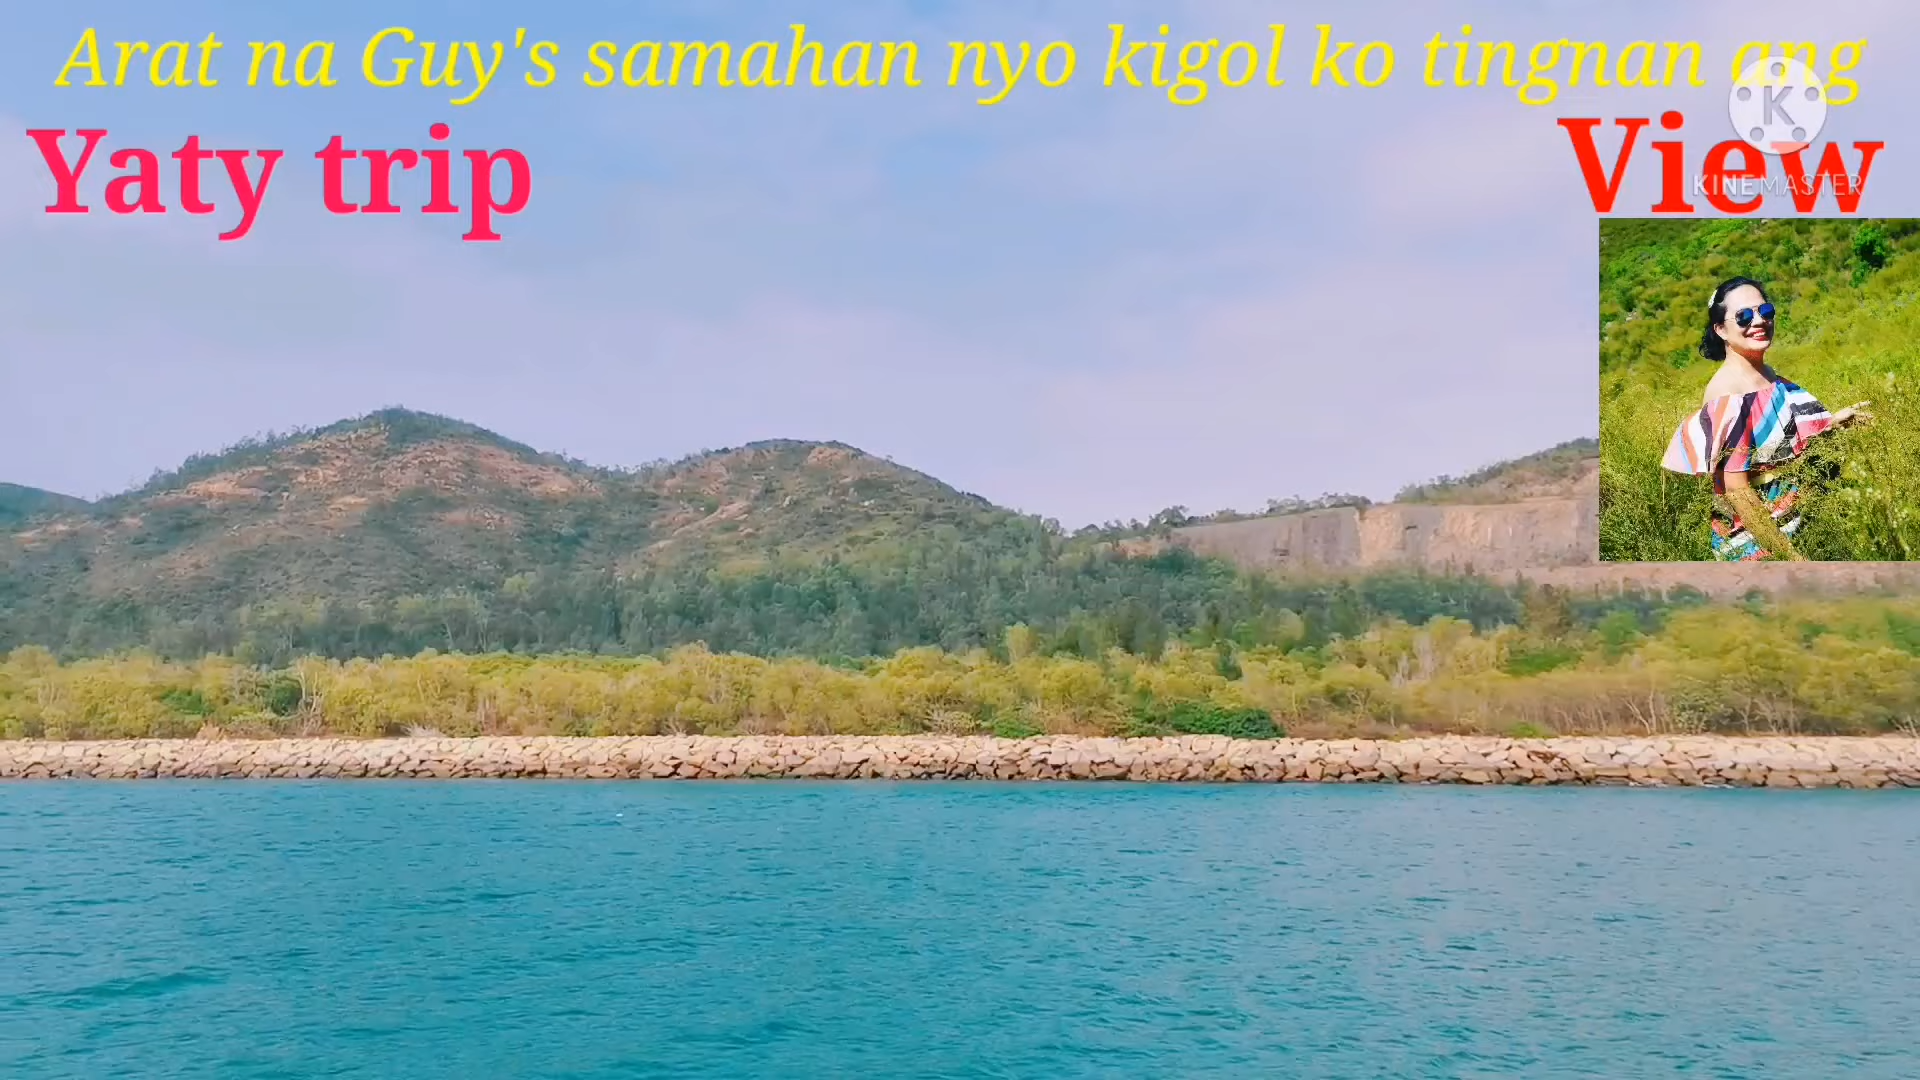 Arat na Guy's samahan nyo kigol ko tingnan ang
Yaty trip
View
K
KINEMASTER